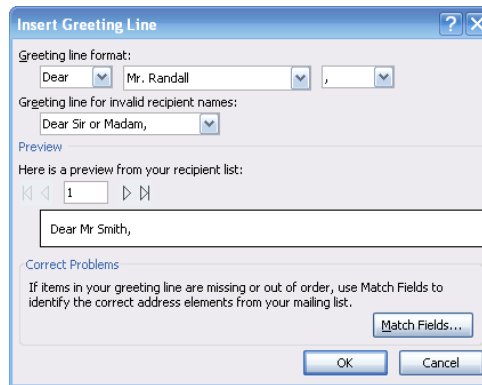 Insert Greeting Line
Greeting line format:
Dear Mr. Randall ,
Greeting line for invalid recipient names:
Dear Sir or Madam,
Preview
Here is a preview from your recipient list:
1
Dear Mr Smith,
Correct Problems
If items in your greeting line are missing or out of order, use Match Fields to
identify the correct address elements from your mailing list.
Match Fields...
OK Cancel